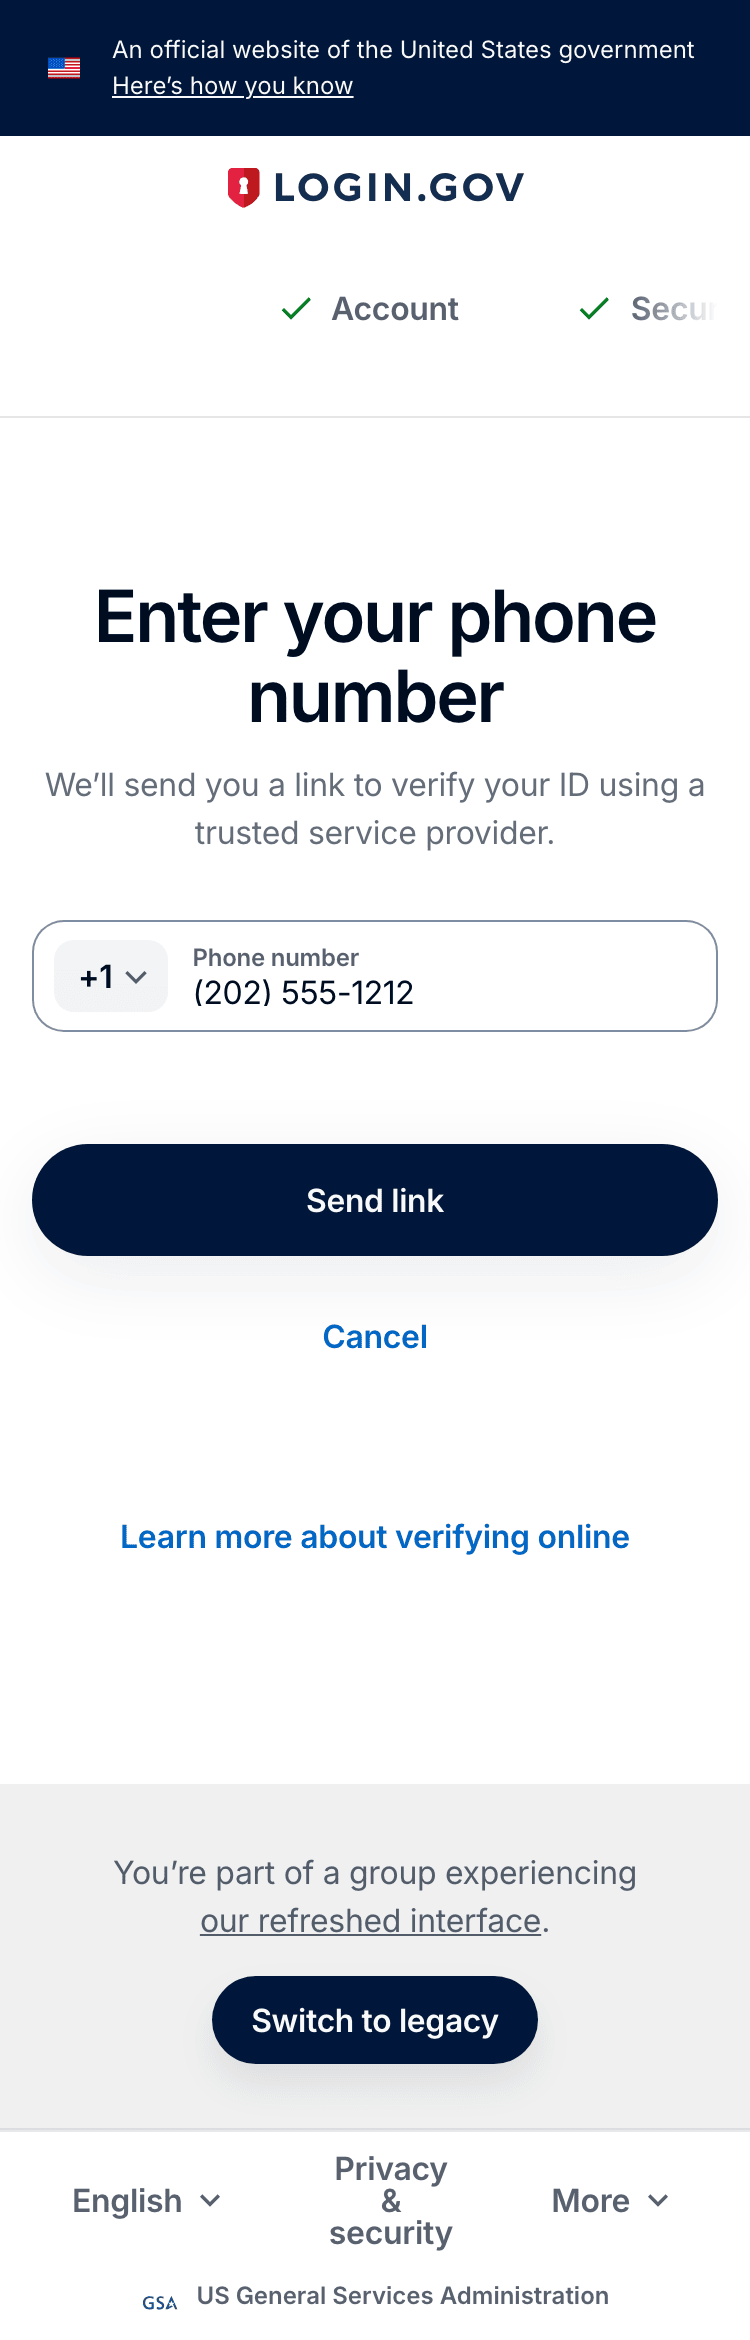 An official website of the United States government
Here’s how you know
LOGIN.GOV
Account
Secur
Enter your phone
number
We’ll send you a link to verify your ID using a
trusted service provider.
+1
Phone number
(202) 555-1212
Send link
Cancel
Learn more about verifying online
You’re part of a group experiencing
our refreshed interface.
Switch to legacy
English
Privacy
&
security
More
GSA
US General Services Administration